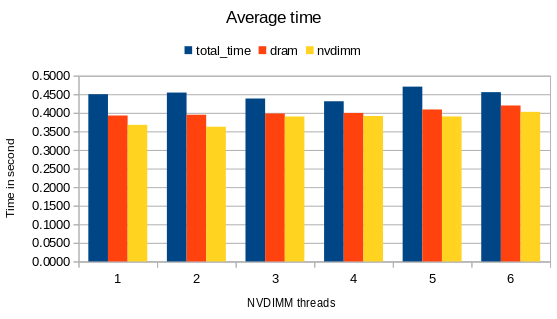 Average time
total_time dram nvdimm
0.5000
0.4500
0.4000
0.3500
0.3000
0.2500
0.2000
0.1500
0.1000
0.0500
0.0000
Time in second
1 2 3 4 5 6
NVDIMM threads